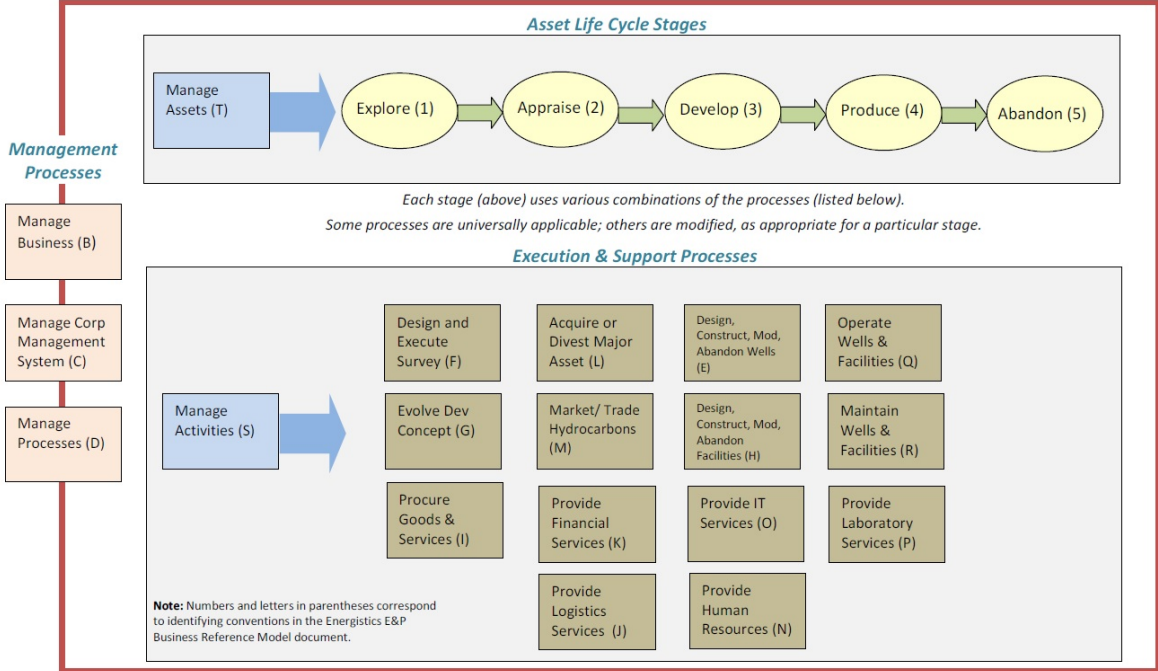 Asset Life Cycle Stages
Manage
Assets (T)
Explore (1)
Appraise (2)
Develop (3)
Produce (4)
Abandon (5)
Management
Processes
Each stage (above) uses various combinations of the processes (listed below).
Some processes are universally applicable; others are modified, as appropriate for a particular stage.
Manage
Business (B)
Manage Corp
Management
System (C)
Manage
Processes (D)
Execution & Support Processes
Manage
Activities (S)
Design and
Execute
Survey (F)
Acquire or
Divest Major
Asset (L)
Design,
Construct, Mod,
Abandon Wells
(E)
Operate
Wells &
Facilities (Q)
Evolve Dev
Concept (G)
Market/ Trade
Hydrocarbons
(M)
Design,
Construct, Mod,
Abandon
Facilities (H)
Maintain
Wells &
Facilities (R)
Procure
Goods &
Services (I)
Provide
Financial
Services (K)
Provide IT
Services (O)
Provide
Laboratory
Services (P)
Provide
Logistics
Services (J)
Provide
Human
Resources (N)
Note: Numbers and letters in parentheses correspond
to identifying conventions in the Energistics E&P
Business Reference Model document.